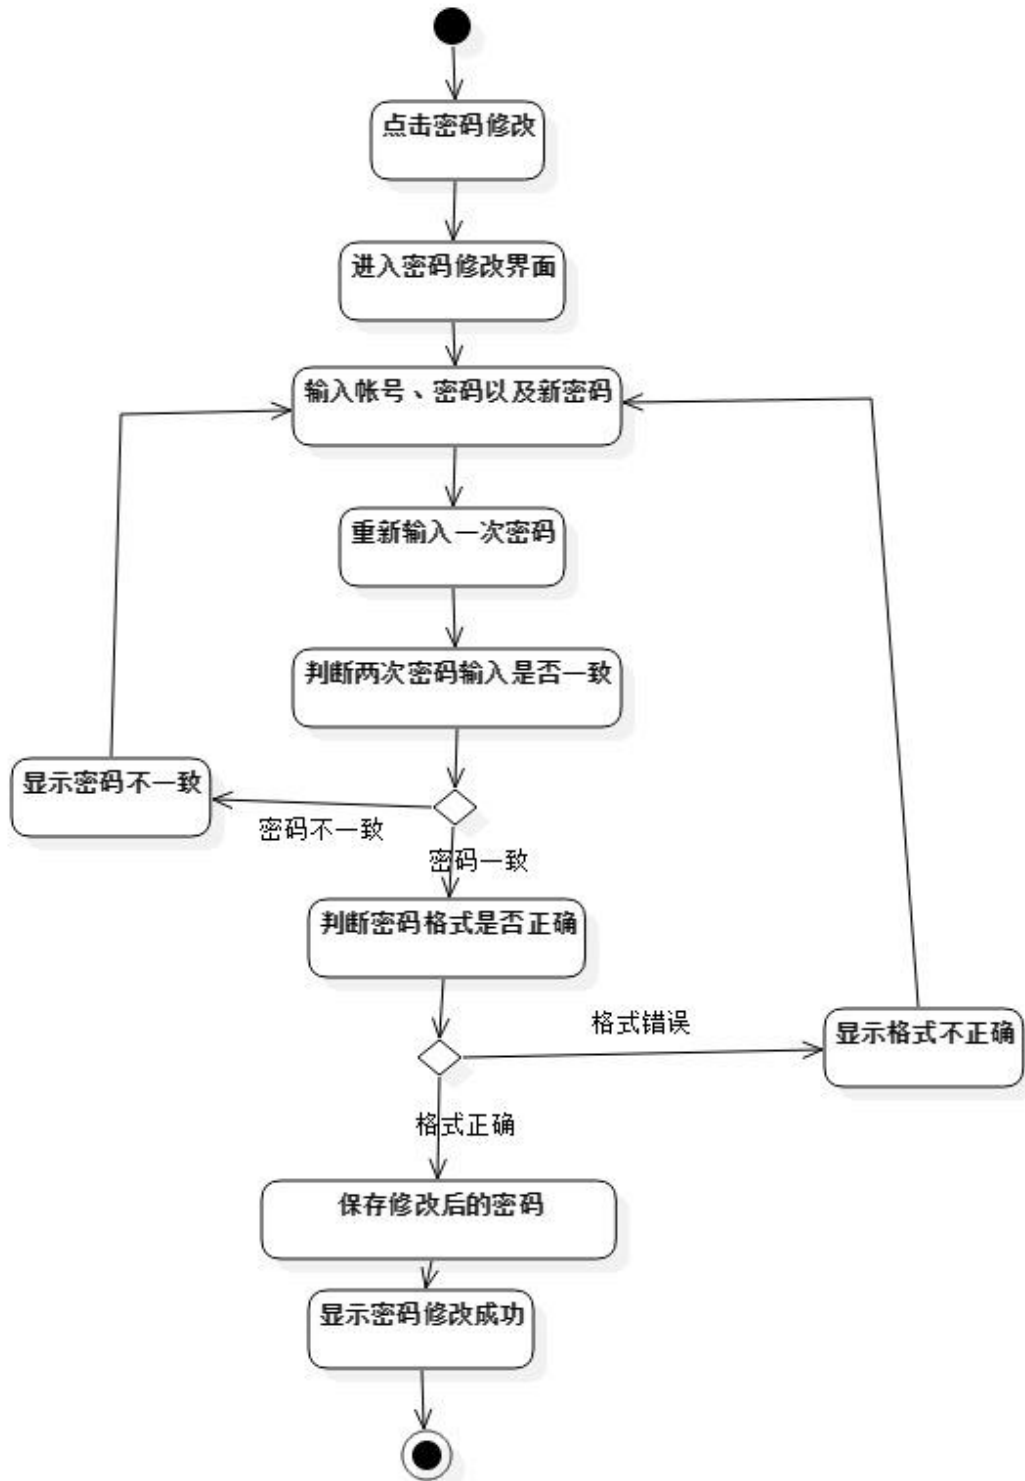 点击密码修改
进入密码修改界面
输入帐号、密码以及新密码
重新输入一次密码
判断两次密码输入是否一致
显示密码不一致
密码不一致
密码一致
判断密码格式是否正确
格式错误
显示格式不正确
格式正确
保存修改后的密码
显示密码修改成功